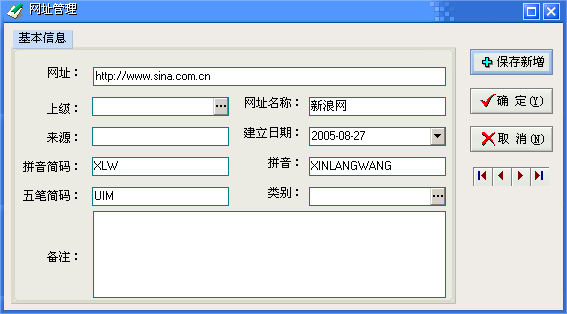 网址管理
基本信息
网址： http://www.sina.com.cn
上级： 网址名称： 新浪网
来源： 建立日期： 2005-08-27
拼音简码： XLW 拼音： XINLANGWANG
五笔简码： UIM 类别：
备注：
保存新增
确 定(Y)
取 消(N)